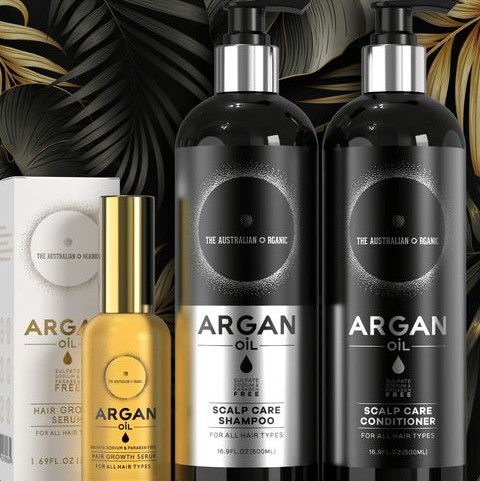 THE AUSTRALIAN ORGANIC
ARGAN
HAIR GRO
SERUM
FOR ALL HAIR TY
1.69FL.OZ
THE AUSTRALIAN ORGANIC
ARGAN
OiL
SULFATE SODIUM & PARABEN FREE
HAIR GROWTH SERUM
FOR ALL HAIR TYPES
THE AUSTRALIAN ORGANIC
ARGAN
OiL
SULFATE
SODIUM &
PARABEN
FREE
SCALP CARE
SHAMPOO
FOR ALL HAIR TYPES
16.9FL.OZ (500ML)
THE AUSTRALIAN ORGANIC
ARGAN
OiL
SULFATE
SODIUM &
PARABEN
FREE
SCALP CARE
CONDITIONER
FOR ALL HAIR TYPES
16.9FL.OZ (500ML)